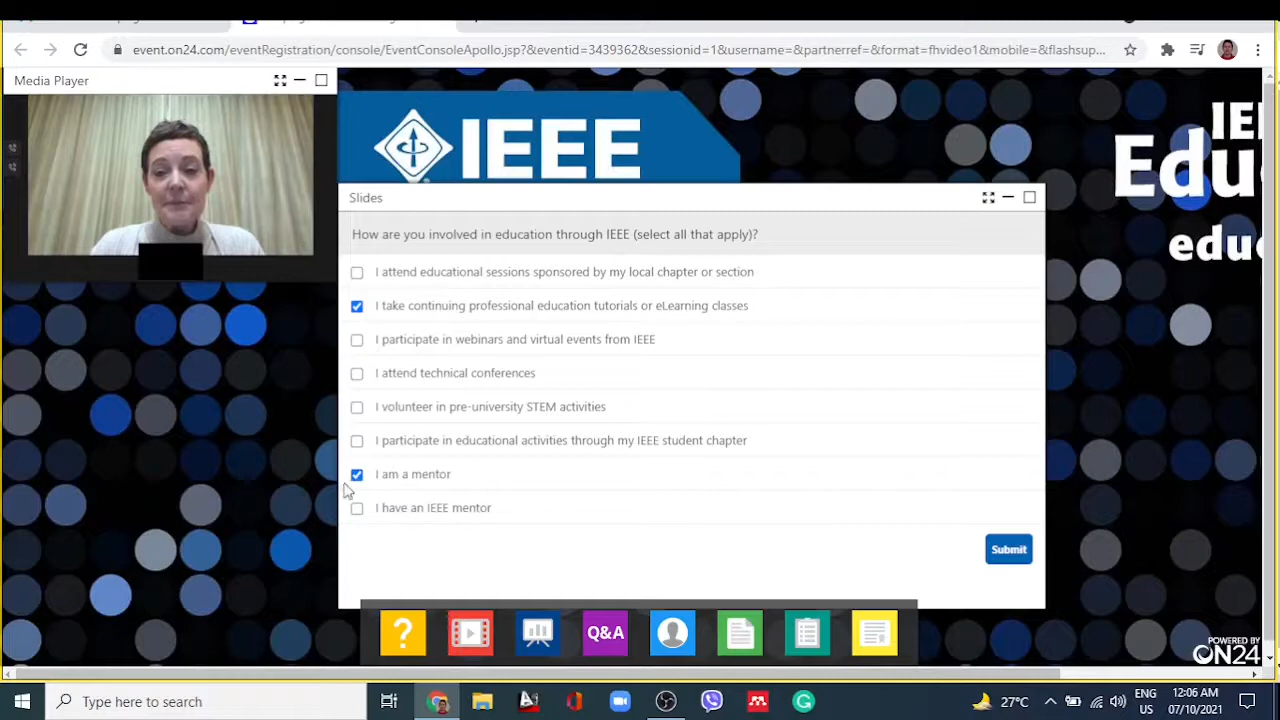 event.on24.com/eventRegistration/console/EventConsoleApollo.jsp?&eventid=3439362&sessionid=1&username=&partnerref=&format=fhvideo1&mobile=&flashsup...
Media Player
IEEE
IEE
Edu
edu
Slides
How are you involved in education through IEEE (select all that apply)?
I attend educational sessions sponsored by my local chapter or section
I take continuing professional education tutorials or eLearning classes
I participate in webinars and virtual events from IEEE
I attend technical conferences
I volunteer in pre-university STEM activities
I participate in educational activities through my IEEE student chapter
I am a mentor
I have an IEEE mentor
Submit
?
Q&A
POWERED BY
ON24
Type here to search
27°C
ENG
12:06 AM
07/10/2021